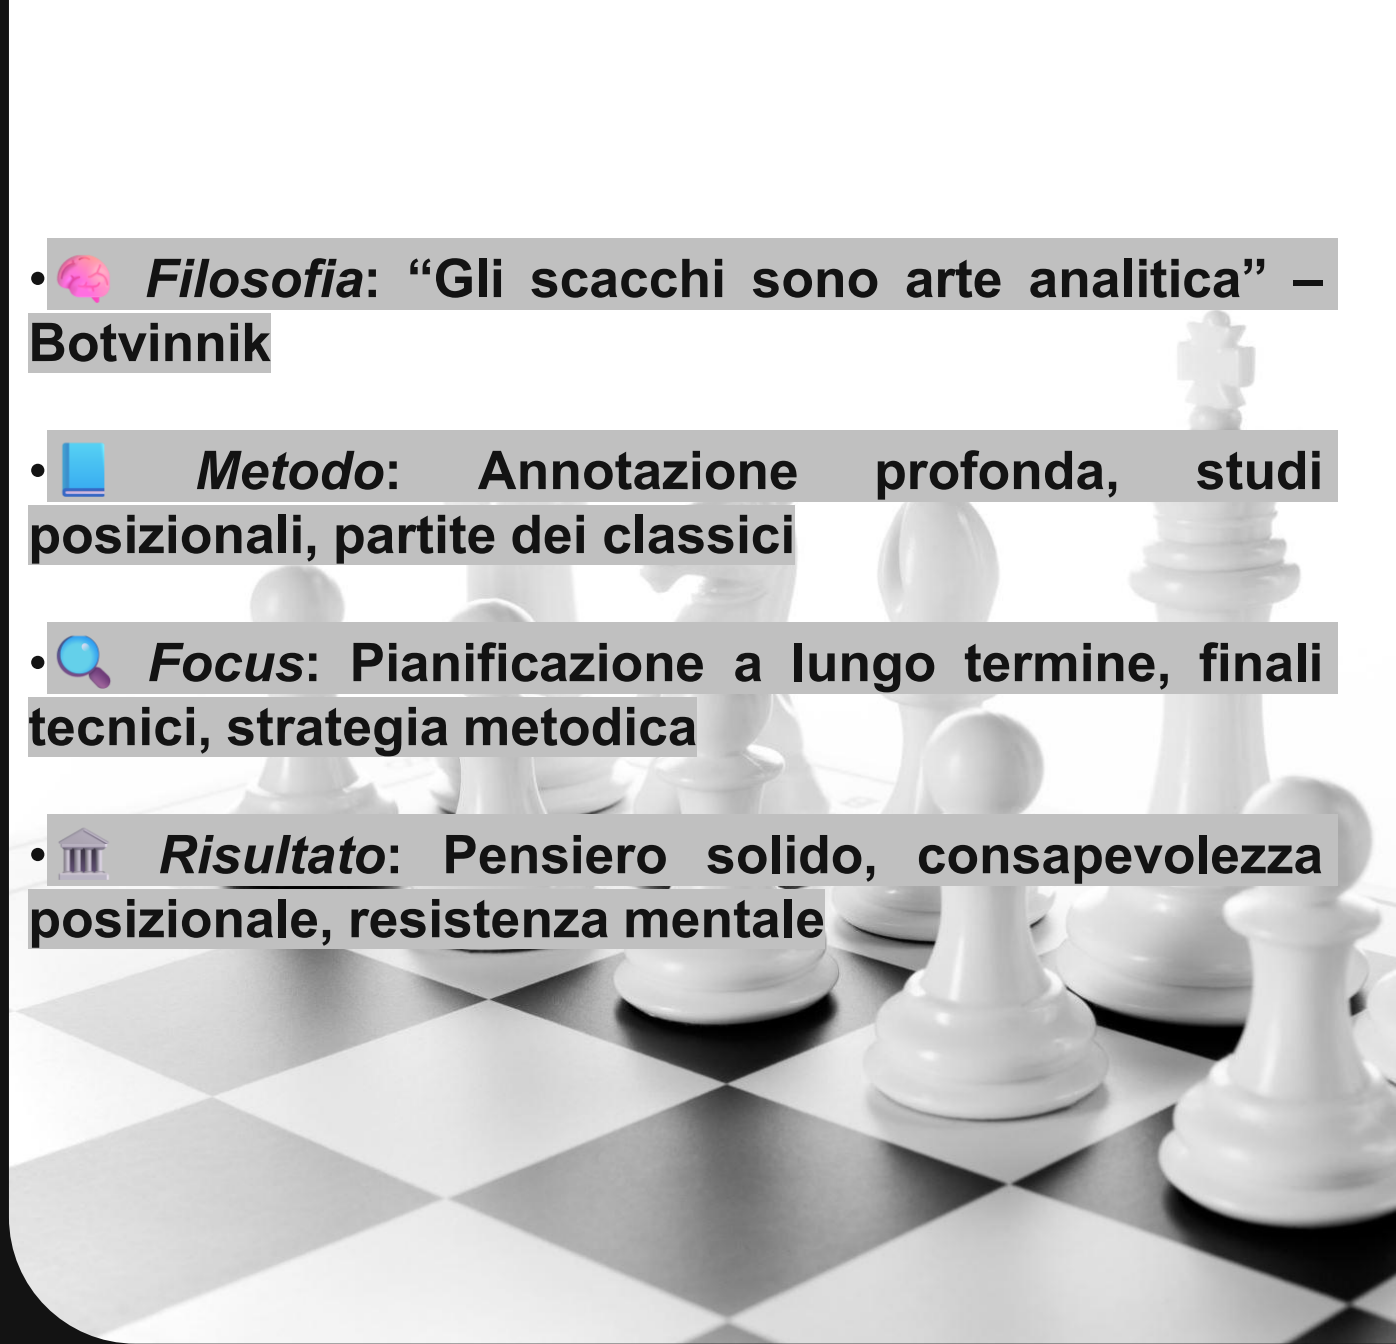 •🧠 Filosofia: “Gli scacchi sono arte analitica” –
Botvinnik
•📘 Metodo: Annotazione profonda, studi
posizionali, partite dei classici
•🔍 Focus: Pianificazione a lungo termine, finali
tecnici, strategia metodica
•🏛 Risultato: Pensiero solido, consapevolezza
posizionale, resistenza mentale